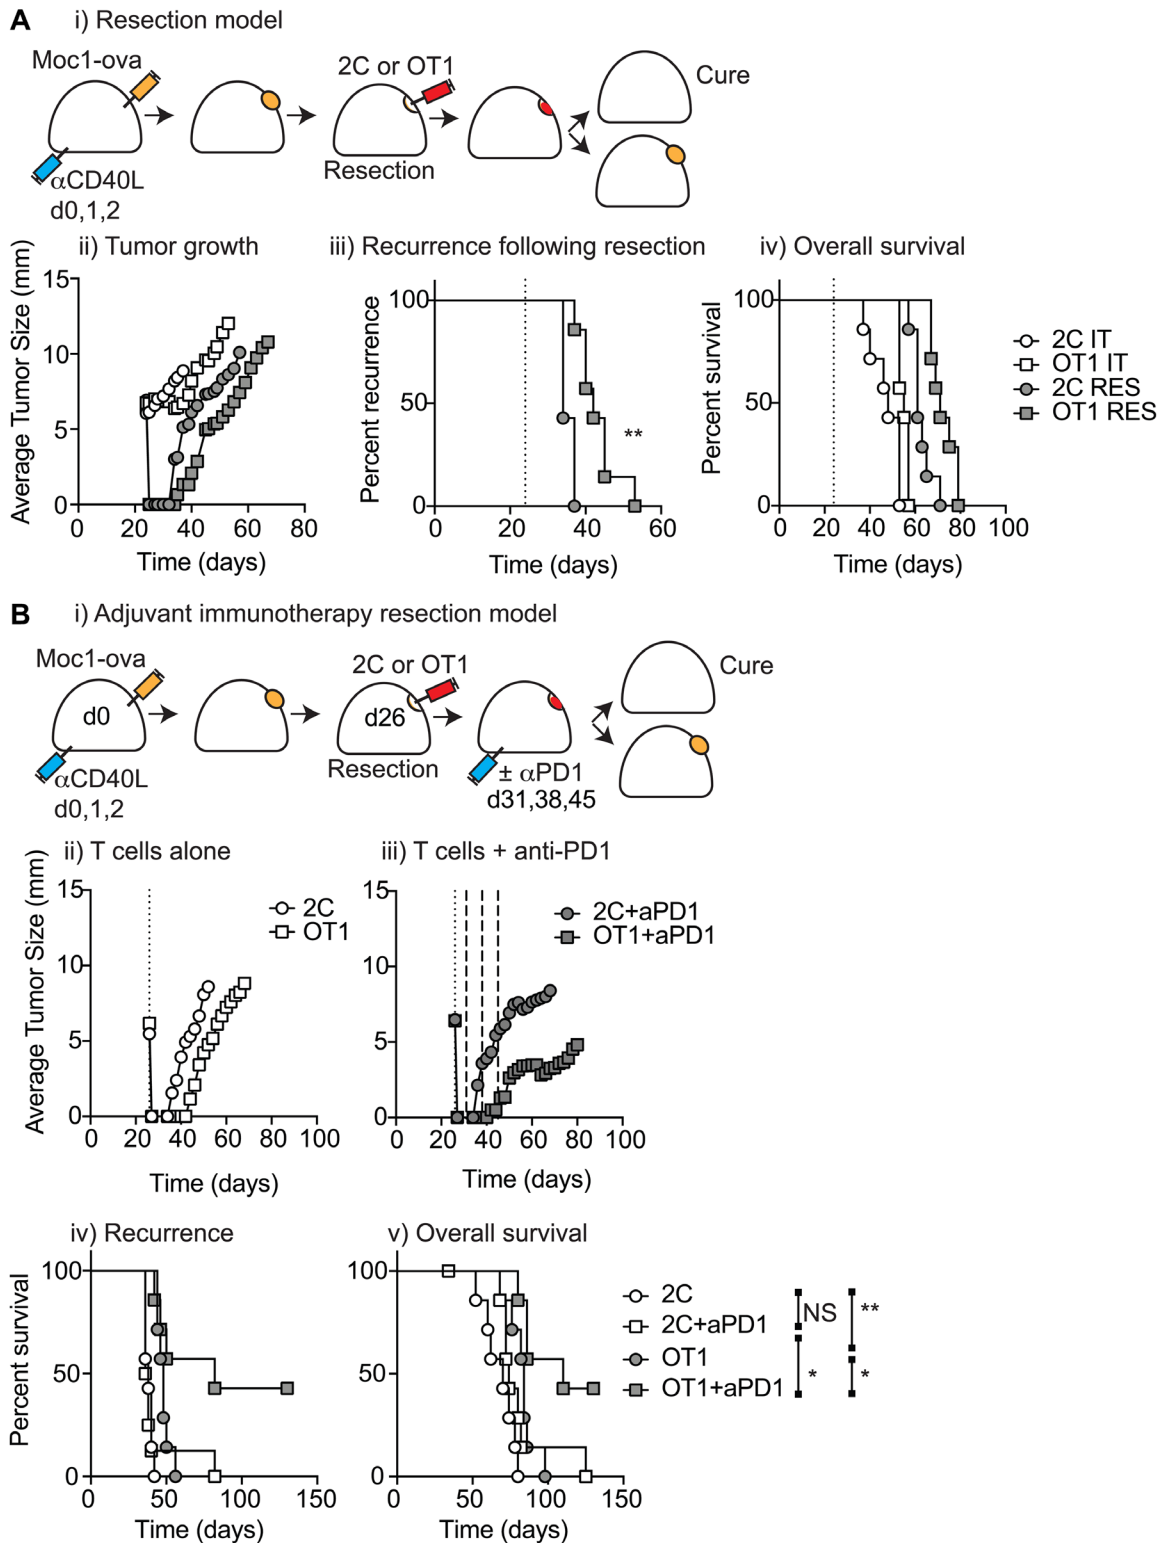 A
i) Resection model
Moc1-ova
2C or OT1
Cure
Resection
αCD40L
d0,1,2
ii) Tumor growth
Average Tumor Size (mm)
15
10
5
0
0 20 40 60 80
Time (days)
iii) Recurrence following resection
Percent recurrence
100
50
0
**
0 20 40 60
Time (days)
iv) Overall survival
Percent survival
100
50
0
0 20 40 60 80 100
Time (days)
2C IT
OT1 IT
2C RES
OT1 RES
B
i) Adjuvant immunotherapy resection model
Moc1-ova
2C or OT1
Cure
d0
d26
Resection
αCD40L
d0,1,2
± αPD1
d31,38,45
ii) T cells alone
Average Tumor Size (mm)
15
10
5
0
2C
OT1
0 20 40 60 80 100
Time (days)
iii) T cells + anti-PD1
15
10
5
0
2C+aPD1
OT1+aPD1
0 20 40 60 80 100
Time (days)
iv) Recurrence
Percent survival
100
50
0
0 50 100 150
Time (days)
v) Overall survival
100
50
0
0 50 100 150
Time (days)
2C
2C+aPD1
OT1
OT1+aPD1
NS
**
*
*